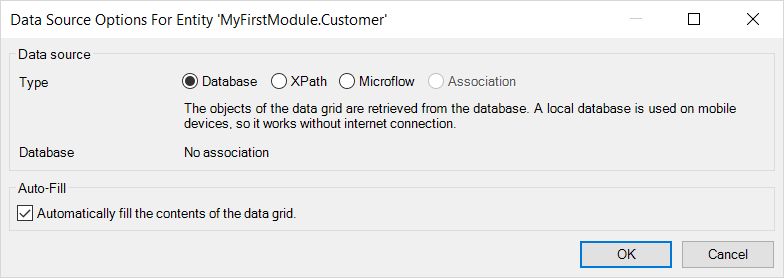 Data Source Options For Entity 'MyFirstModule.Customer'
Data source
Type Database XPath Microflow Association
The objects of the data grid are retrieved from the database. A local database is used on mobile
devices, so it works without internet connection.
Database No association
Auto-Fill
Automatically fill the contents of the data grid.
OK Cancel